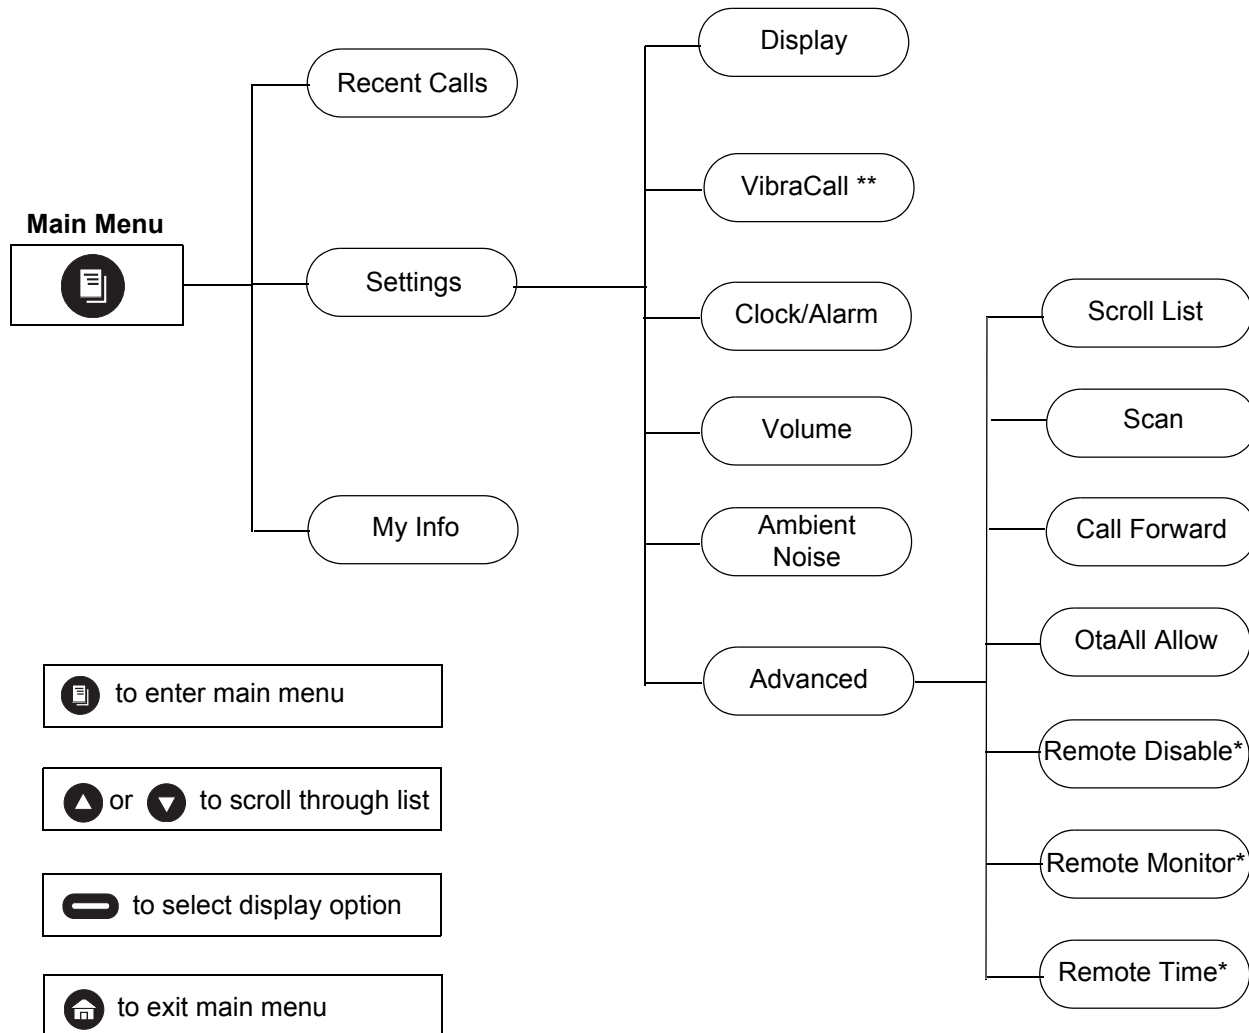 Main Menu
Recent Calls
Settings
My Info
Display
VibraCall **
Clock/Alarm
Volume
Ambient
Noise
Advanced
Scroll List
Scan
Call Forward
OtaAll Allow
Remote Disable*
Remote Monitor*
Remote Time*
to enter main menu
or to scroll through list
to select display option
to exit main menu